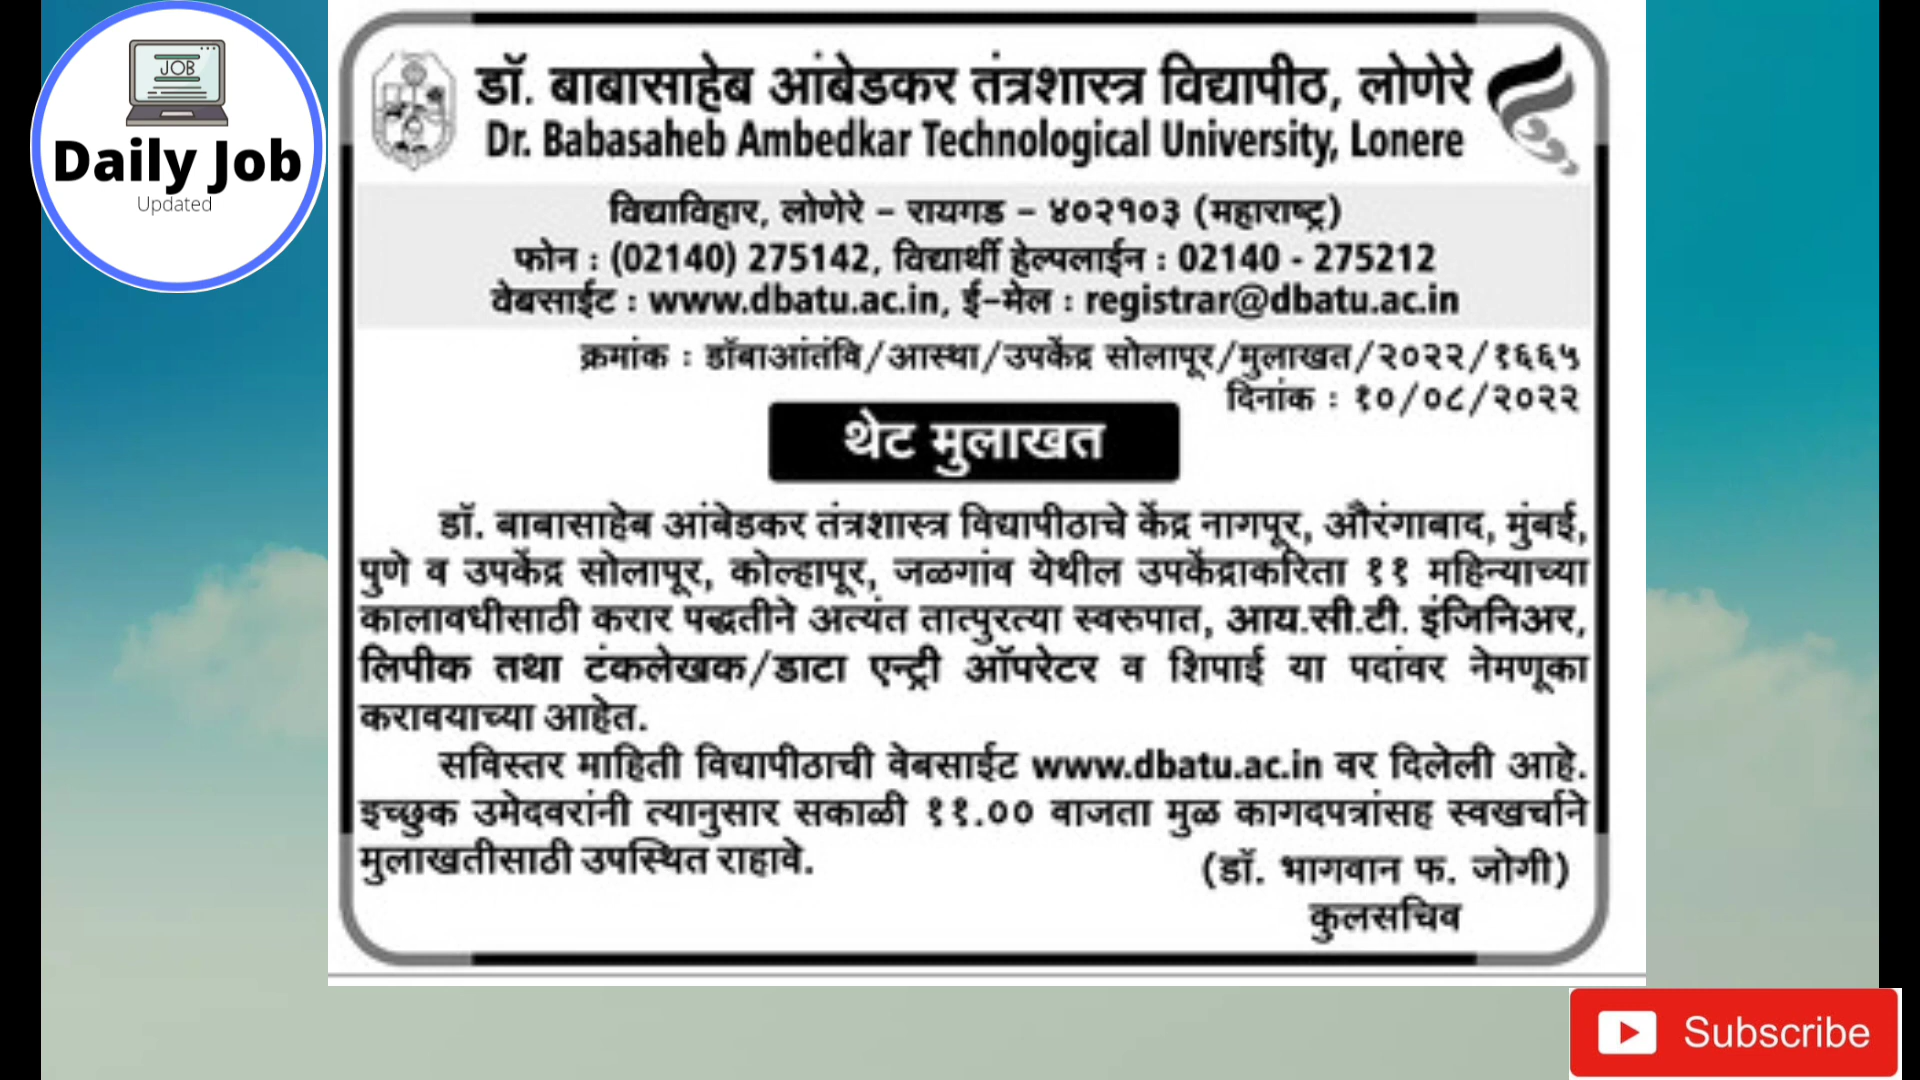 JOB
Daily Job
Updated
डॉ. बाबासाहेब आंबेडकर तंत्रशास्त्र विद्यापीठ, लोणेरे
Dr. Babasaheb Ambedkar Technological University, Lonere
विद्याविहार, लोणेरे – रायगड – ४०२१०३ (महाराष्ट्र)
फोन : (02140) 275142, विद्यार्थी हेल्पलाईन : 02140 - 275212
वेबसाईट : www.dbatu.ac.in, ई–मेल : registrar@dbatu.ac.in
क्रमांक : डॉबाआंतंवि/आस्था/उपकेंद्र सोलापूर/मुलाखत/२०२२/१६६५
दिनांक : १०/०८/२०२२
थेट मुलाखत
डॉ. बाबासाहेब आंबेडकर तंत्रशास्त्र विद्यापीठाचे केंद्र नागपूर, औरंगाबाद, मुंबई,
पुणे व उपकेंद्र सोलापूर, कोल्हापूर, जळगांव येथील उपकेंद्राकरिता ११ महिन्याच्या
कालावधीसाठी करार पद्धतीने अत्यंत तात्पुरत्या स्वरुपात, आय.सी.टी. इंजिनिअर,
लिपीक तथा टंकलेखक/डाटा एन्ट्री ऑपरेटर व शिपाई या पदांवर नेमणूका
करावयाच्या आहेत.
सविस्तर माहिती विद्यापीठाची वेबसाईट www.dbatu.ac.in वर दिलेली आहे.
इच्छुक उमेदवरांनी त्यानुसार सकाळी ११.०० वाजता मुळ कागदपत्रांसह स्वखर्चाने
मुलाखतीसाठी उपस्थित राहावे.
(डॉ. भागवान फ. जोगी)
कुलसचिव
Subscribe